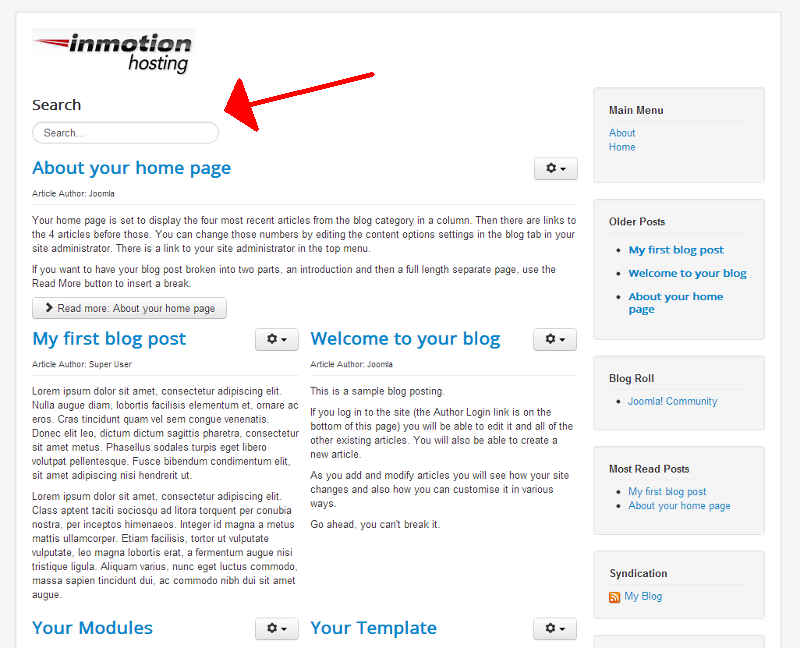 inmotion
hosting
Search
Search...
About your home page
Article Author: Joomla
Your home page is set to display the four most recent articles from the blog category in a column. Then there are links to
the 4 articles before those. You can change those numbers by editing the content options settings in the blog tab in your
site administrator. There is a link to your site administrator in the top menu.
If you want to have your blog post broken into two parts, an introduction and then a full length separate page, use the
Read More button to insert a break.
Read more: About your home page
My first blog post
Article Author: Super User
Lorem ipsum dolor sit amet, consectetur adipiscing elit.
Nulla augue diam, lobortis facilisis elementum et, ornare ac
eros. Cras tincidunt quam vel sem congue venenatis.
Donec elit leo, dictum dictum sagittis pharetra, consectetur
sit amet metus. Phasellus sodales turpis eget libero
volutpat pellentesque. Fusce bibendum condimentum elit,
sit amet adipiscing nisi hendrerit ut.
Lorem ipsum dolor sit amet, consectetur adipiscing elit.
Class aptent taciti sociosqu ad litora torquent per conubia
nostra, per inceptos himenaeos. Integer id magna a metus
mattis ullamcorper. Etiam facilisis, tortor ut vulputate
vulputate, leo magna lobortis erat, a fermentum augue nisi
tristique ligula. Aliquam varius, nunc eget luctus commodo,
massa sapien tincidunt dui, ac commodo nibh dui sit amet
augue.
Welcome to your blog
Article Author: Joomla
This is a sample blog posting.
If you log in to the site (the Author Login link is on the
bottom of this page) you will be able to edit it and all of the
other existing articles. You will also be able to create a
new article.
As you add and modify articles you will see how your site
changes and also how you can customise it in various
ways.
Go ahead, you can't break it.
Your Modules
Your Template
Main Menu
About
Home
Older Posts
My first blog post
Welcome to your blog
About your home
page
Blog Roll
Joomla! Community
Most Read Posts
My first blog post
About your home page
Syndication
My Blog